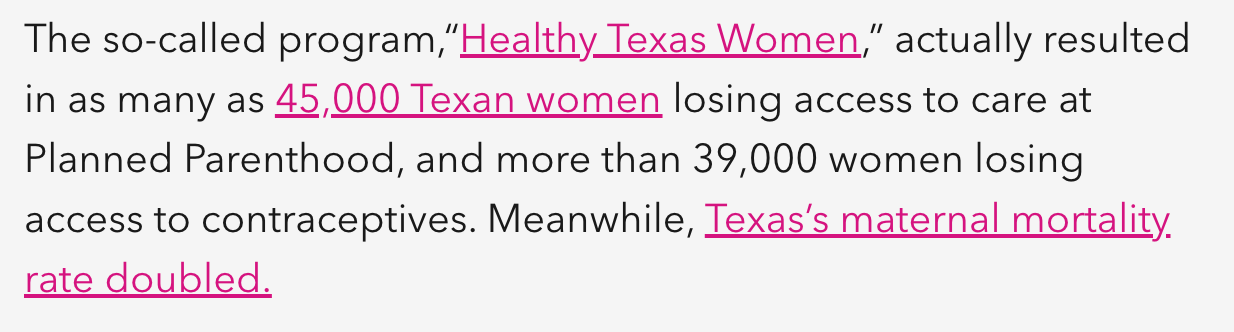 The so-called program,“Healthy Texas Women,” actually resulted
in as many as 45,000 Texan women losing access to care at
Planned Parenthood, and more than 39,000 women losing
access to contraceptives. Meanwhile, Texas’s maternal mortality
rate doubled.